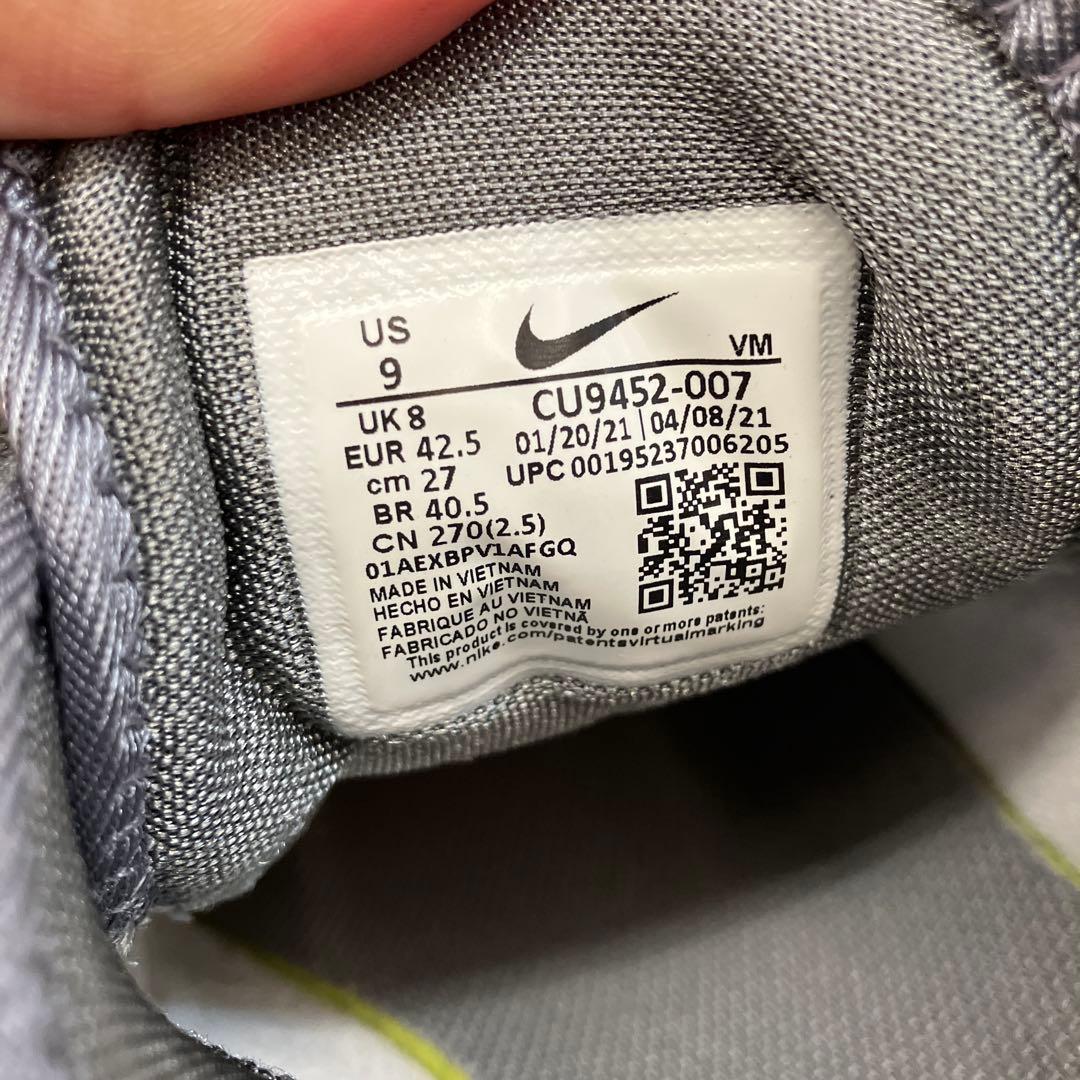 US
9
VM
UK 8
EUR 42.5
cm 27
BR 40.5
CN 270(2.5)
CU9452-007
01/20/21 | 04/08/21
UPC 00195237006205
01AEXBPV1AFGQ
MADE IN VIETNAM
HECHO EN VIETNAM
FABRIQUE AU VIETNAM
FABRICADO NO VIETNÃ
This product is covered by one or more patents:
www.nike.com/patentsvirtualmarking